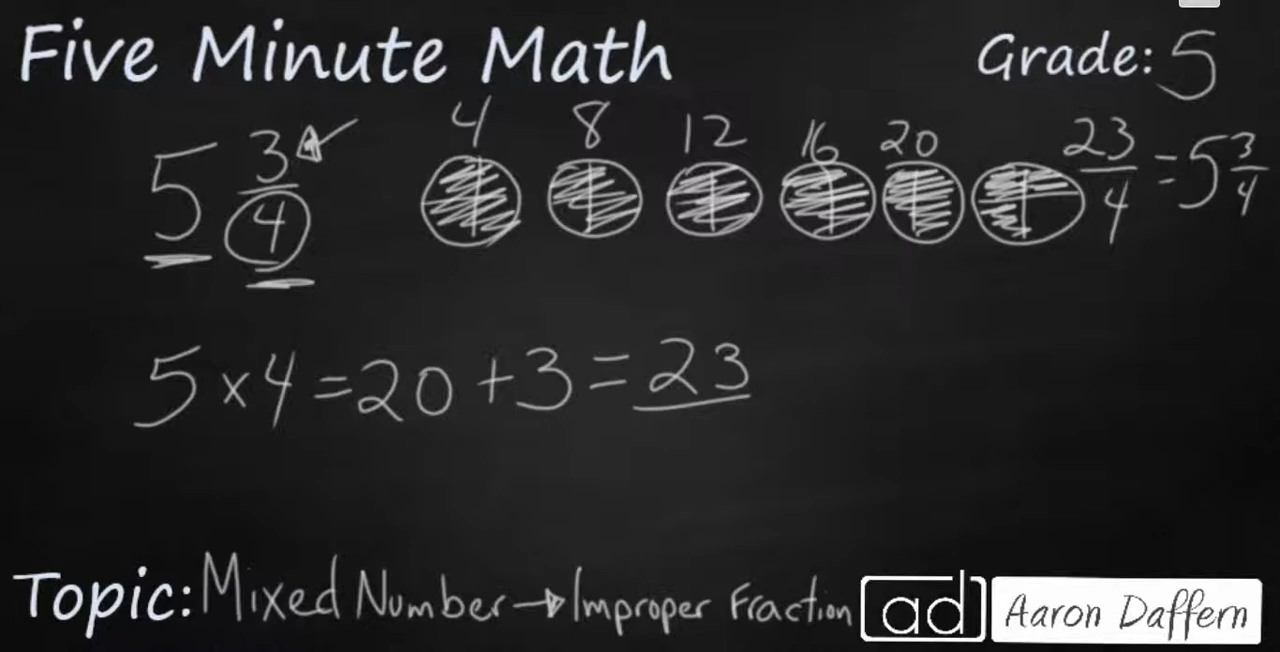 Five Minute Math Grade: 5
4 8 12 16 20
5 3/4 23/4 = 5 3/4
5 x 4 = 20 + 3 = 23
Topic: Mixed Number → Improper Fraction ad Aaron Daffern